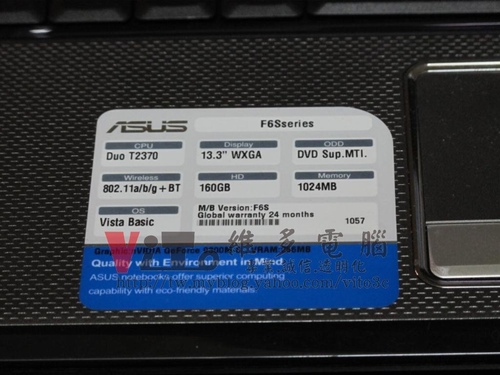 ASUS F6Sseries
CPU Display ODD
Duo T2370 13.3" WXGA DVD Sup.MTI.
Wireless HD Memory
802.11a/b/g+BT 160GB 1024MB
OS M/B Version:F6S
Vista Basic Global warranty 24 months
1057
GeForce
維多電腦
Quality with Environment in Mind
ASUS notebooks offer superior computing
capability with eco-friendly materials.